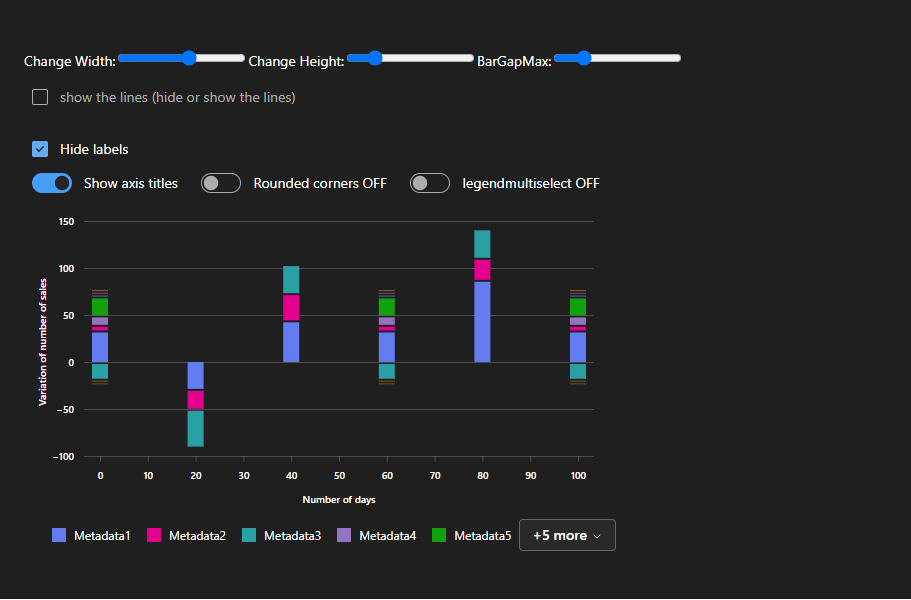 Change Width: Change Height: BarGapMax:
show the lines (hide or show the lines)
Hide labels
Show axis titles Rounded corners OFF legendmultiselect OFF
150
100
50
0
−50
−100
Variation of number of sales
0 10 20 30 40 50 60 70 80 90 100
Number of days
Metadata1 Metadata2 Metadata3 Metadata4 Metadata5 +5 more